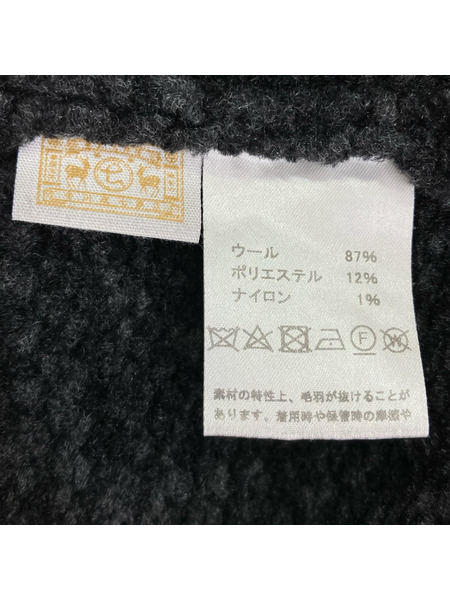 ヒ
ウール 87%
ポリエステル 12%
ナイロン 1%
F W
素材の特性上、毛羽が抜けることが
あります。着用時や保管時の摩擦や